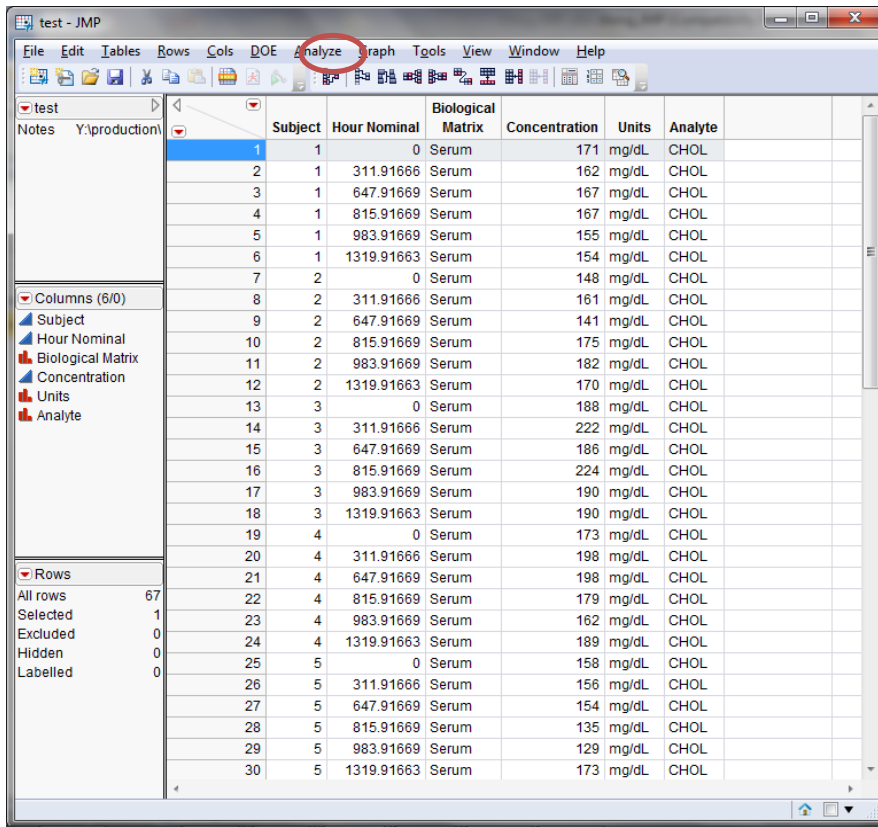 test - JMP
File Edit Tables Rows Cols DOE Analyze Graph Tools View Window Help
test
Notes Y:\production\
Columns (6/0)
Subject
Hour Nominal
Biological Matrix
Concentration
Units
Analyte
Rows
All rows 67
Selected 1
Excluded 0
Hidden 0
Labelled 0
Subject Hour Nominal Biological Matrix Concentration Units Analyte
1 1 0 Serum 171 mg/dL CHOL
2 1 311.91666 Serum 162 mg/dL CHOL
3 1 647.91669 Serum 167 mg/dL CHOL
4 1 815.91669 Serum 167 mg/dL CHOL
5 1 983.91669 Serum 155 mg/dL CHOL
6 1 1319.91663 Serum 154 mg/dL CHOL
7 2 0 Serum 148 mg/dL CHOL
8 2 311.91666 Serum 161 mg/dL CHOL
9 2 647.91669 Serum 141 mg/dL CHOL
10 2 815.91669 Serum 175 mg/dL CHOL
11 2 983.91669 Serum 182 mg/dL CHOL
12 2 1319.91663 Serum 170 mg/dL CHOL
13 3 0 Serum 188 mg/dL CHOL
14 3 311.91666 Serum 222 mg/dL CHOL
15 3 647.91669 Serum 186 mg/dL CHOL
16 3 815.91669 Serum 224 mg/dL CHOL
17 3 983.91669 Serum 190 mg/dL CHOL
18 3 1319.91663 Serum 190 mg/dL CHOL
19 4 0 Serum 173 mg/dL CHOL
20 4 311.91666 Serum 198 mg/dL CHOL
21 4 647.91669 Serum 198 mg/dL CHOL
22 4 815.91669 Serum 179 mg/dL CHOL
23 4 983.91669 Serum 162 mg/dL CHOL
24 4 1319.91663 Serum 189 mg/dL CHOL
25 5 0 Serum 158 mg/dL CHOL
26 5 311.91666 Serum 156 mg/dL CHOL
27 5 647.91669 Serum 154 mg/dL CHOL
28 5 815.91669 Serum 135 mg/dL CHOL
29 5 983.91669 Serum 129 mg/dL CHOL
30 5 1319.91663 Serum 173 mg/dL CHOL